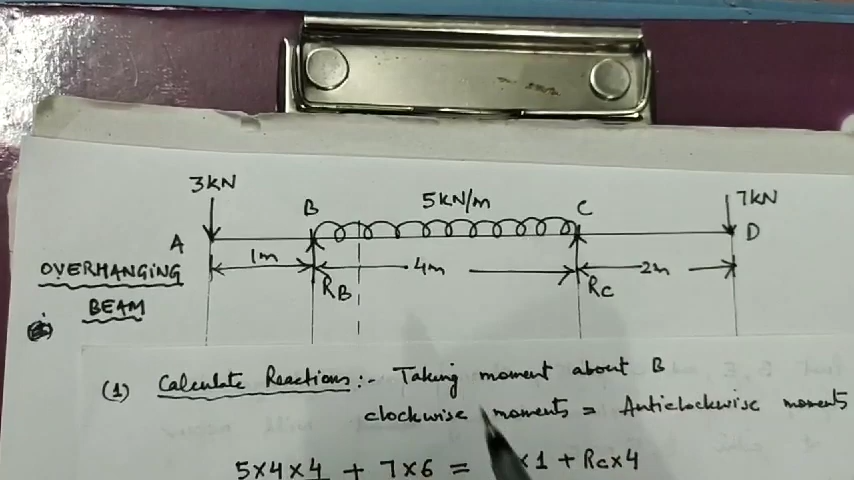 3kN
B
5kN/m
C
7kN
A
D
1m
4m
2m
OVERHANGING
BEAM
RB
Rc
(1) Calculate Reactions:- Taking moment about B
clockwise moments = Anticlockwise moments
5×4×4 + 7×6 = ×1 + Rc×4